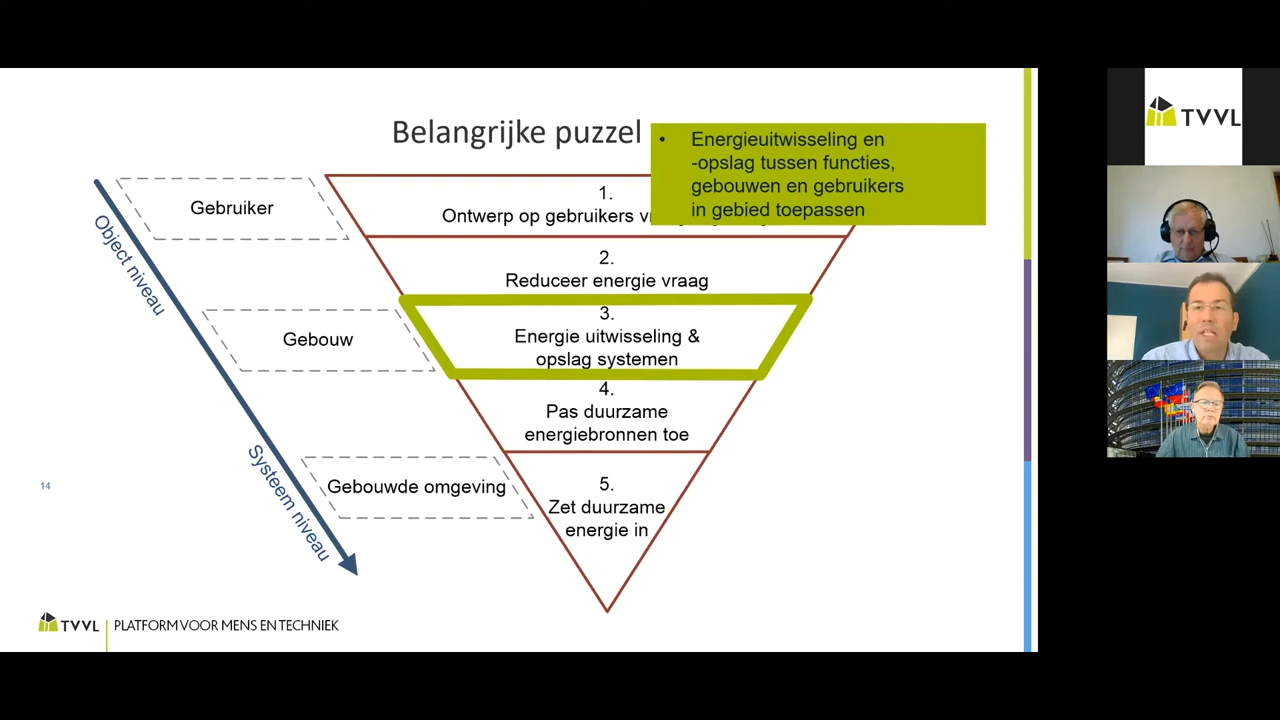 Belangrijke puzzel
• Energieuitwisseling en
-opslag tussen functies,
gebouwen en gebruikers
in gebied toepassen
Gebruiker
1.
Ontwerp op gebruikers
2.
Reduceer energie vraag
Object niveau
Gebouw
3.
Energie uitwisseling &
opslag systemen
4.
Pas duurzame
energiebronnen toe
Systeem niveau
Gebouwde omgeving
5.
Zet duurzame
energie in
14
TVVL
PLATFORM VOOR MENS EN TECHNIEK
TVVL